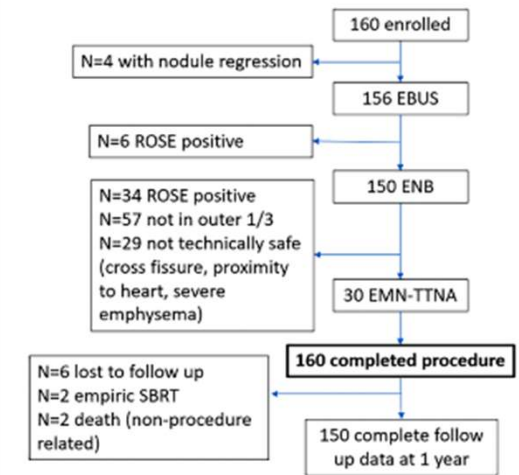 160 enrolled
N=4 with nodule regression
156 EBUS
N=6 ROSE positive
150 ENB
N=34 ROSE positive
N=57 not in outer 1/3
N=29 not technically safe
(cross fissure, proximity
to heart, severe
emphysema)
30 EMN-TTNA
160 completed procedure
N=6 lost to follow up
N=2 empiric SBRT
N=2 death (non-procedure
related)
150 complete follow
up data at 1 year